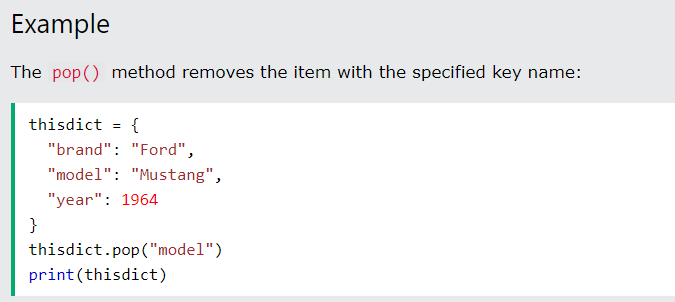 Example
The pop() method removes the item with the specified key name:
thisdict = {
  "brand": "Ford",
  "model": "Mustang",
  "year": 1964
}
thisdict.pop("model")
print(thisdict)